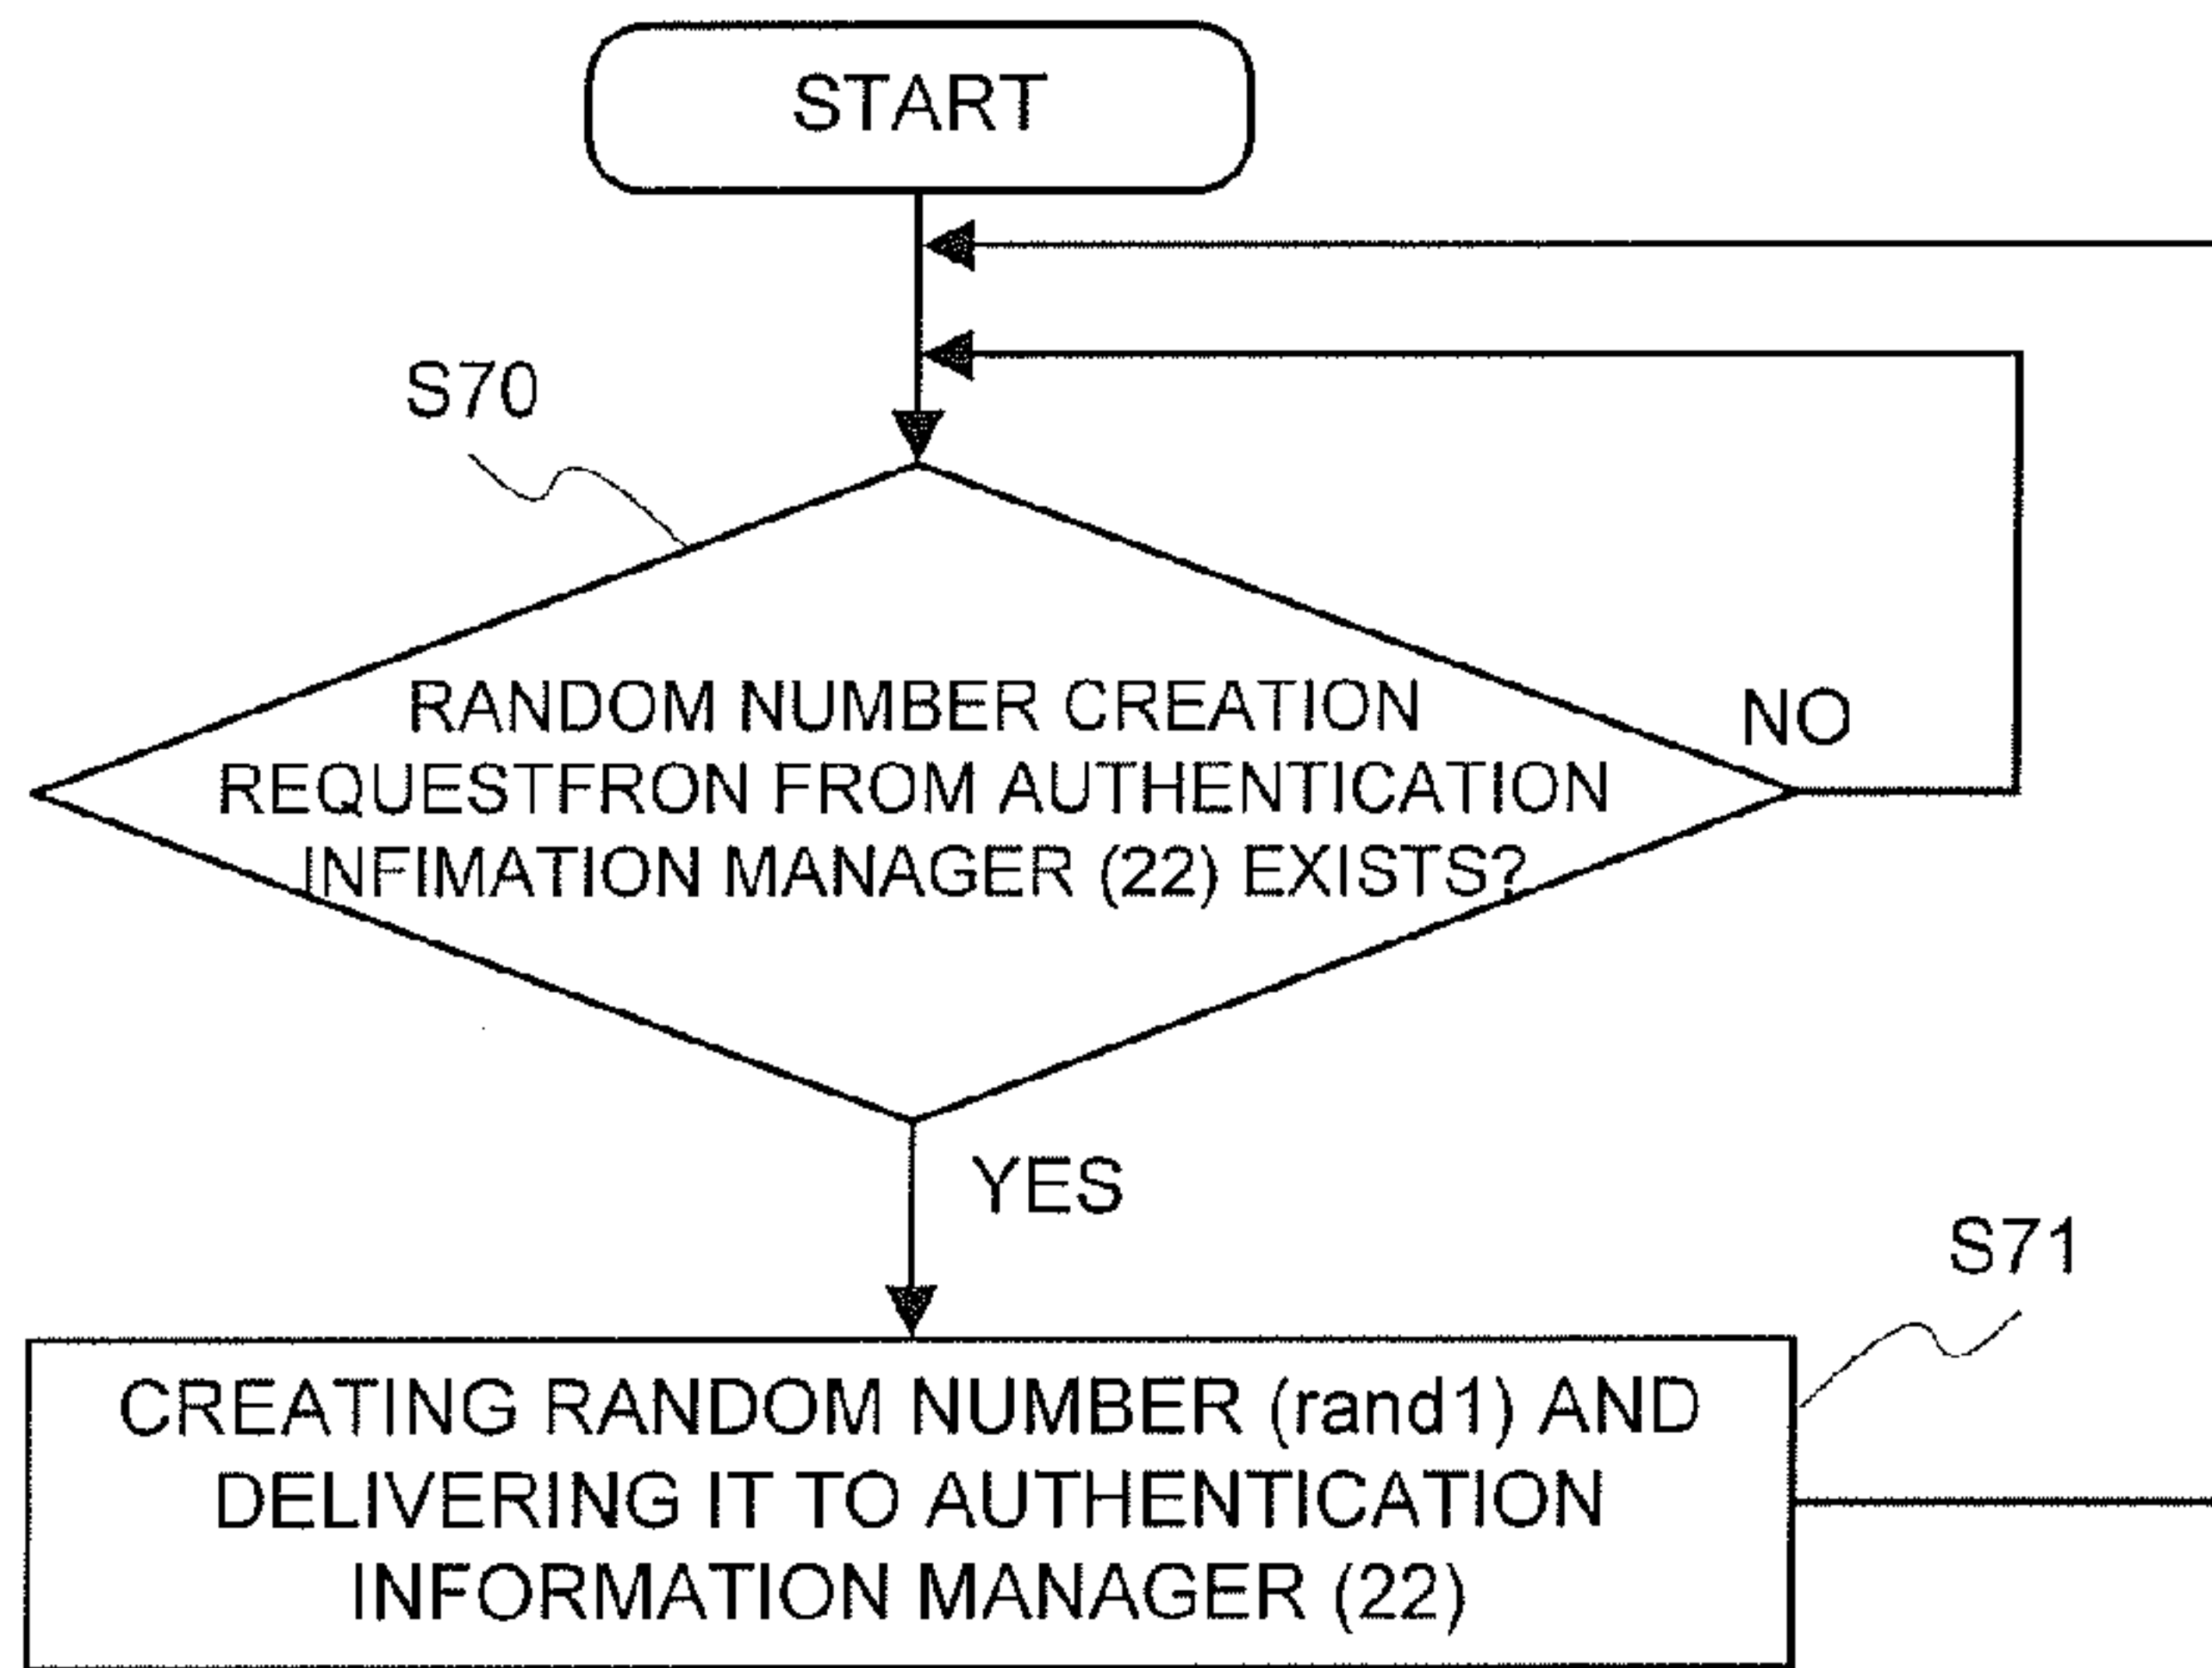 START
S70
RANDOM NUMBER CREATION
REQUESTFRON FROM AUTHENTICATION
INFIMATION MANAGER (22) EXISTS?
NO
YES
S71
CREATING RANDOM NUMBER (rand1) AND
DELIVERING IT TO AUTHENTICATION
INFORMATION MANAGER (22)